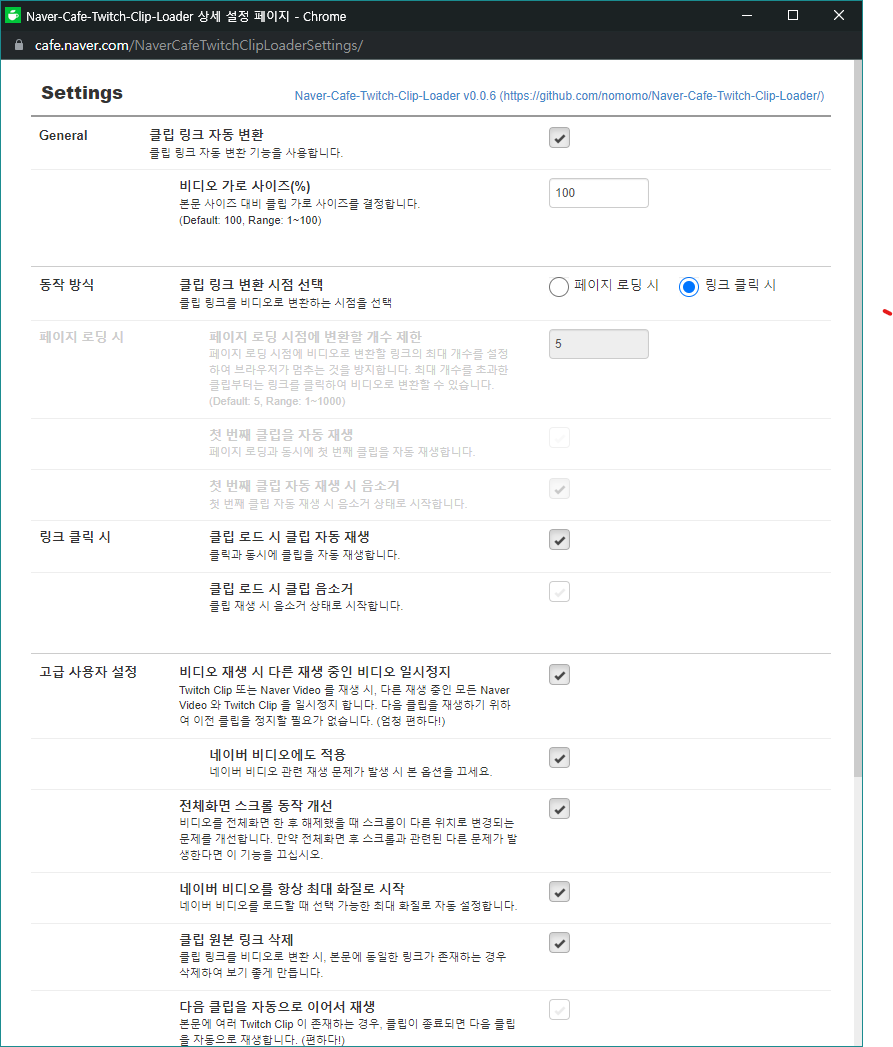 Naver-Cafe-Twitch-Clip-Loader 상세 설정 페이지 - Chrome
cafe.naver.com/NaverCafeTwitchClipLoaderSettings/
Settings
Naver-Cafe-Twitch-Clip-Loader v0.0.6 (https://github.com/nomomo/Naver-Cafe-Twitch-Clip-Loader/)
General
클립 링크 자동 변환
클립 링크 자동 변환 기능을 사용합니다.
비디오 가로 사이즈(%)
본문 사이즈 대비 클립 가로 사이즈를 결정합니다.
(Default: 100, Range: 1~100)
100
동작 방식
클립 링크 변환 시점 선택
클립 링크를 비디오로 변환하는 시점을 선택
페이지 로딩 시
링크 클릭 시
페이지 로딩 시
페이지 로딩 시점에 변환할 개수 제한
페이지 로딩 시점에 비디오로 변환할 링크의 최대 개수를 설정
하여 브라우저가 멈추는 것을 방지합니다. 최대 개수를 초과한
클립부터는 링크를 클릭하여 비디오로 변환할 수 있습니다.
(Default: 5, Range: 1~1000)
5
첫 번째 클립을 자동 재생
페이지 로딩과 동시에 첫 번째 클립을 자동 재생합니다.
첫 번째 클립 자동 재생 시 음소거
첫 번째 클립 자동 재생 시 음소거 상태로 시작합니다.
링크 클릭 시
클립 로드 시 클립 자동 재생
클릭과 동시에 클립을 자동 재생합니다.
클립 로드 시 클립 음소거
클립 재생 시 음소거 상태로 시작합니다.
고급 사용자 설정
비디오 재생 시 다른 재생 중인 비디오 일시정지
Twitch Clip 또는 Naver Video 를 재생 시, 다른 재생 중인 모든 Naver
Video 와 Twitch Clip 을 일시정지 합니다. 다음 클립을 재생하기 위하
여 이전 클립을 정지할 필요가 없습니다. (엄청 편하다!)
네이버 비디오에도 적용
네이버 비디오 관련 재생 문제가 발생 시 본 옵션을 끄세요.
전체화면 스크롤 동작 개선
비디오를 전체화면 한 후 해제했을 때 스크롤이 다른 위치로 변경되는
문제를 개선합니다. 만약 전체화면 후 스크롤과 관련된 다른 문제가 발
생한다면 이 기능을 끄십시오.
네이버 비디오를 항상 최대 화질로 시작
네이버 비디오를 로드할 때 선택 가능한 최대 화질로 자동 설정합니다.
클립 원본 링크 삭제
클립 링크를 비디오로 변환 시, 본문에 동일한 링크가 존재하는 경우
삭제하여 보기 좋게 만듭니다.
다음 클립을 자동으로 이어서 재생
본문에 여러 Twitch Clip 이 존재하는 경우, 클립이 종료되면 다음 클립
을 자동으로 재생합니다. (편하다!)